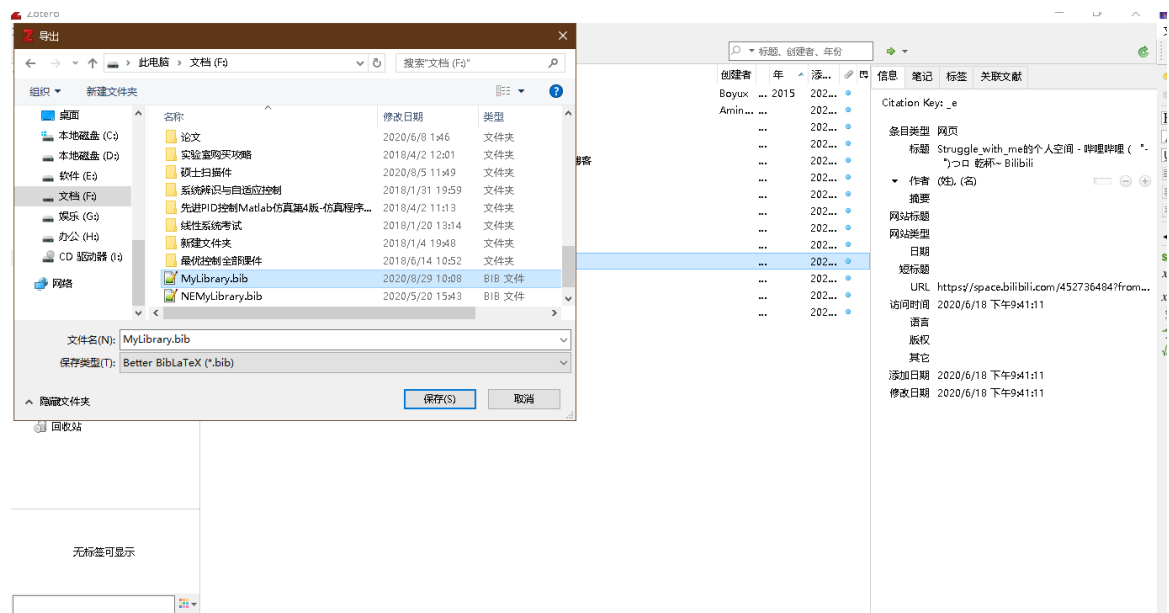 Zotero
导出
此电脑 › 文档 (F:)
搜索"文档 (F:)"
组织 新建文件夹
名称 修改日期 类型
桌面
本地磁盘 (C:)
本地磁盘 (D:)
软件 (E:)
文档 (F:)
娱乐 (G:)
办公 (H:)
CD 驱动器 (I:)
网络
论文 2020/6/8 1:46 文件夹
实验室购买攻略 2018/4/2 12:01 文件夹
硕士扫描件 2020/8/5 11:49 文件夹
系统辨识与自适应控制 2018/1/31 19:59 文件夹
先进PID控制Matlab仿真第4版-仿真程序... 2018/4/2 11:13 文件夹
线性系统考试 2018/1/20 13:14 文件夹
新建文件夹 2018/1/4 19:48 文件夹
最优控制全部课件 2018/6/14 10:52 文件夹
MyLibrary.bib 2020/8/29 10:08 BIB 文件
NEMyLibrary.bib 2020/5/20 15:43 BIB 文件
文件名(N): MyLibrary.bib
保存类型(T): Better BibLaTeX (*.bib)
隐藏文件夹
保存(S) 取消
回收站
无标签可显示
标题、创建者、年份
创建者 年 添...
Boyux ... 2015 202...
Amin... ... 202...
... 202...
... 202...
博客 ... 202...
... 202...
... 202...
... 202...
... 202...
... 202...
... 202...
... 202...
... 202...
... 202...
信息 笔记 标签 关联文献
Citation Key: _e
条目类型 网页
标题 Struggle_with_me的个人空间 - 哔哩哔哩 ( ゜- ゜)つロ 乾杯~ Bilibili
作者 (姓), (名)
摘要
网站标题
网站类型
日期
短标题
URL https://space.bilibili.com/452736484?from...
访问时间 2020/6/18 下午9:41:11
语言
版权
其它
添加日期 2020/6/18 下午9:41:11
修改日期 2020/6/18 下午9:41:11